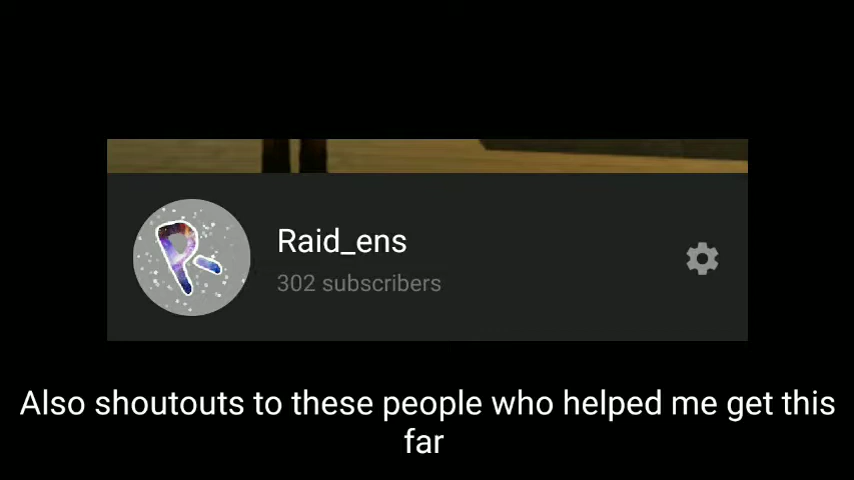 Raid_ens
302 subscribers
Also shoutouts to these people who helped me get this
far